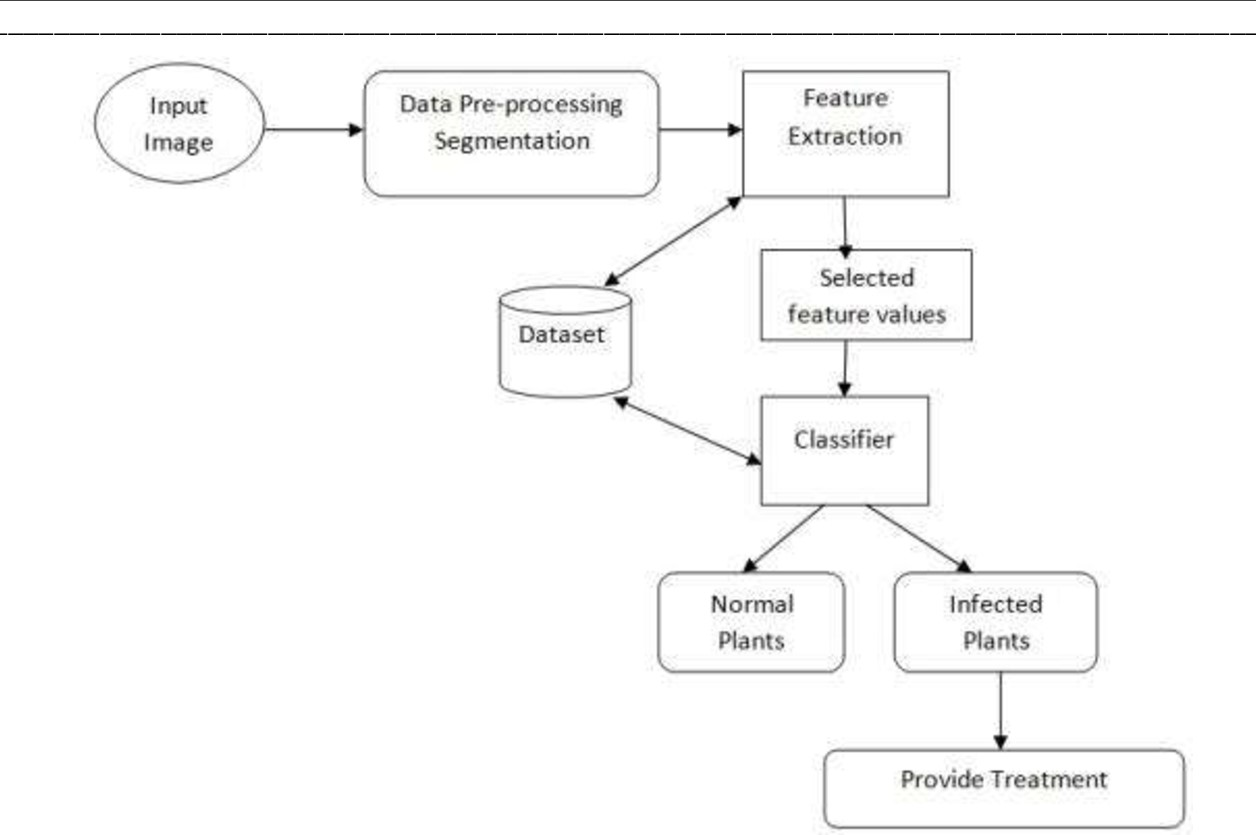 Input
Image
Data Pre-processing
Segmentation
Feature
Extraction
Selected
feature values
Dataset
Classifier
Normal
Plants
Infected
Plants
Provide Treatment